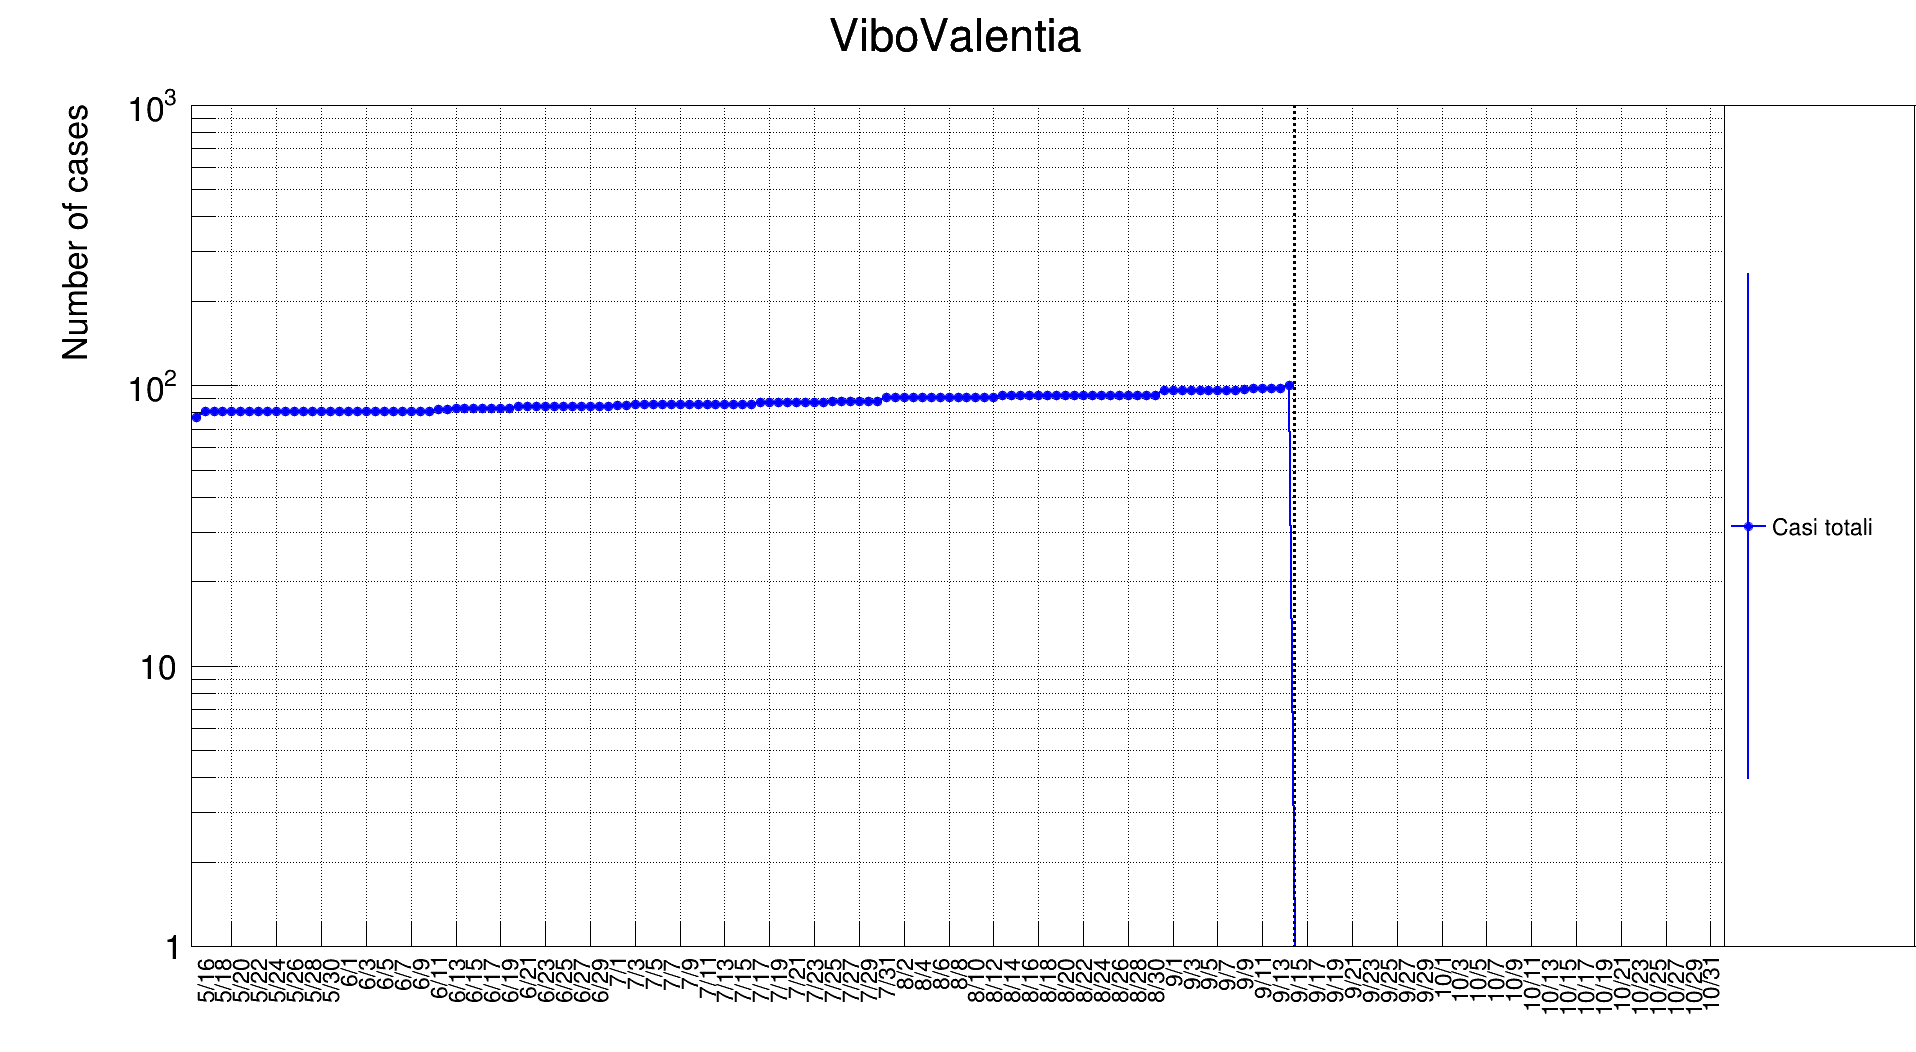 ViboValentia
Number of cases
10³
10²
10
1
5/16 5/18 5/20 5/22 5/24 5/26 5/28 5/30 6/1 6/3 6/5 6/7 6/9 6/11 6/13 6/15 6/17 6/19 6/21 6/23 6/25 6/27 6/29 7/1 7/3 7/5 7/7 7/9 7/11 7/13 7/15 7/17 7/19 7/21 7/23 7/25 7/27 7/29 7/31 8/2 8/4 8/6 8/8 8/10 8/12 8/14 8/16 8/18 8/20 8/22 8/24 8/26 8/28 8/30 9/1 9/3 9/5 9/7 9/9 9/11 9/13 9/15 9/17 9/19 9/21 9/23 9/25 9/27 9/29 10/1 10/3 10/5 10/7 10/9 10/11 10/13 10/15 10/17 10/19 10/21 10/23 10/25 10/27 10/29 10/31
Casi totali